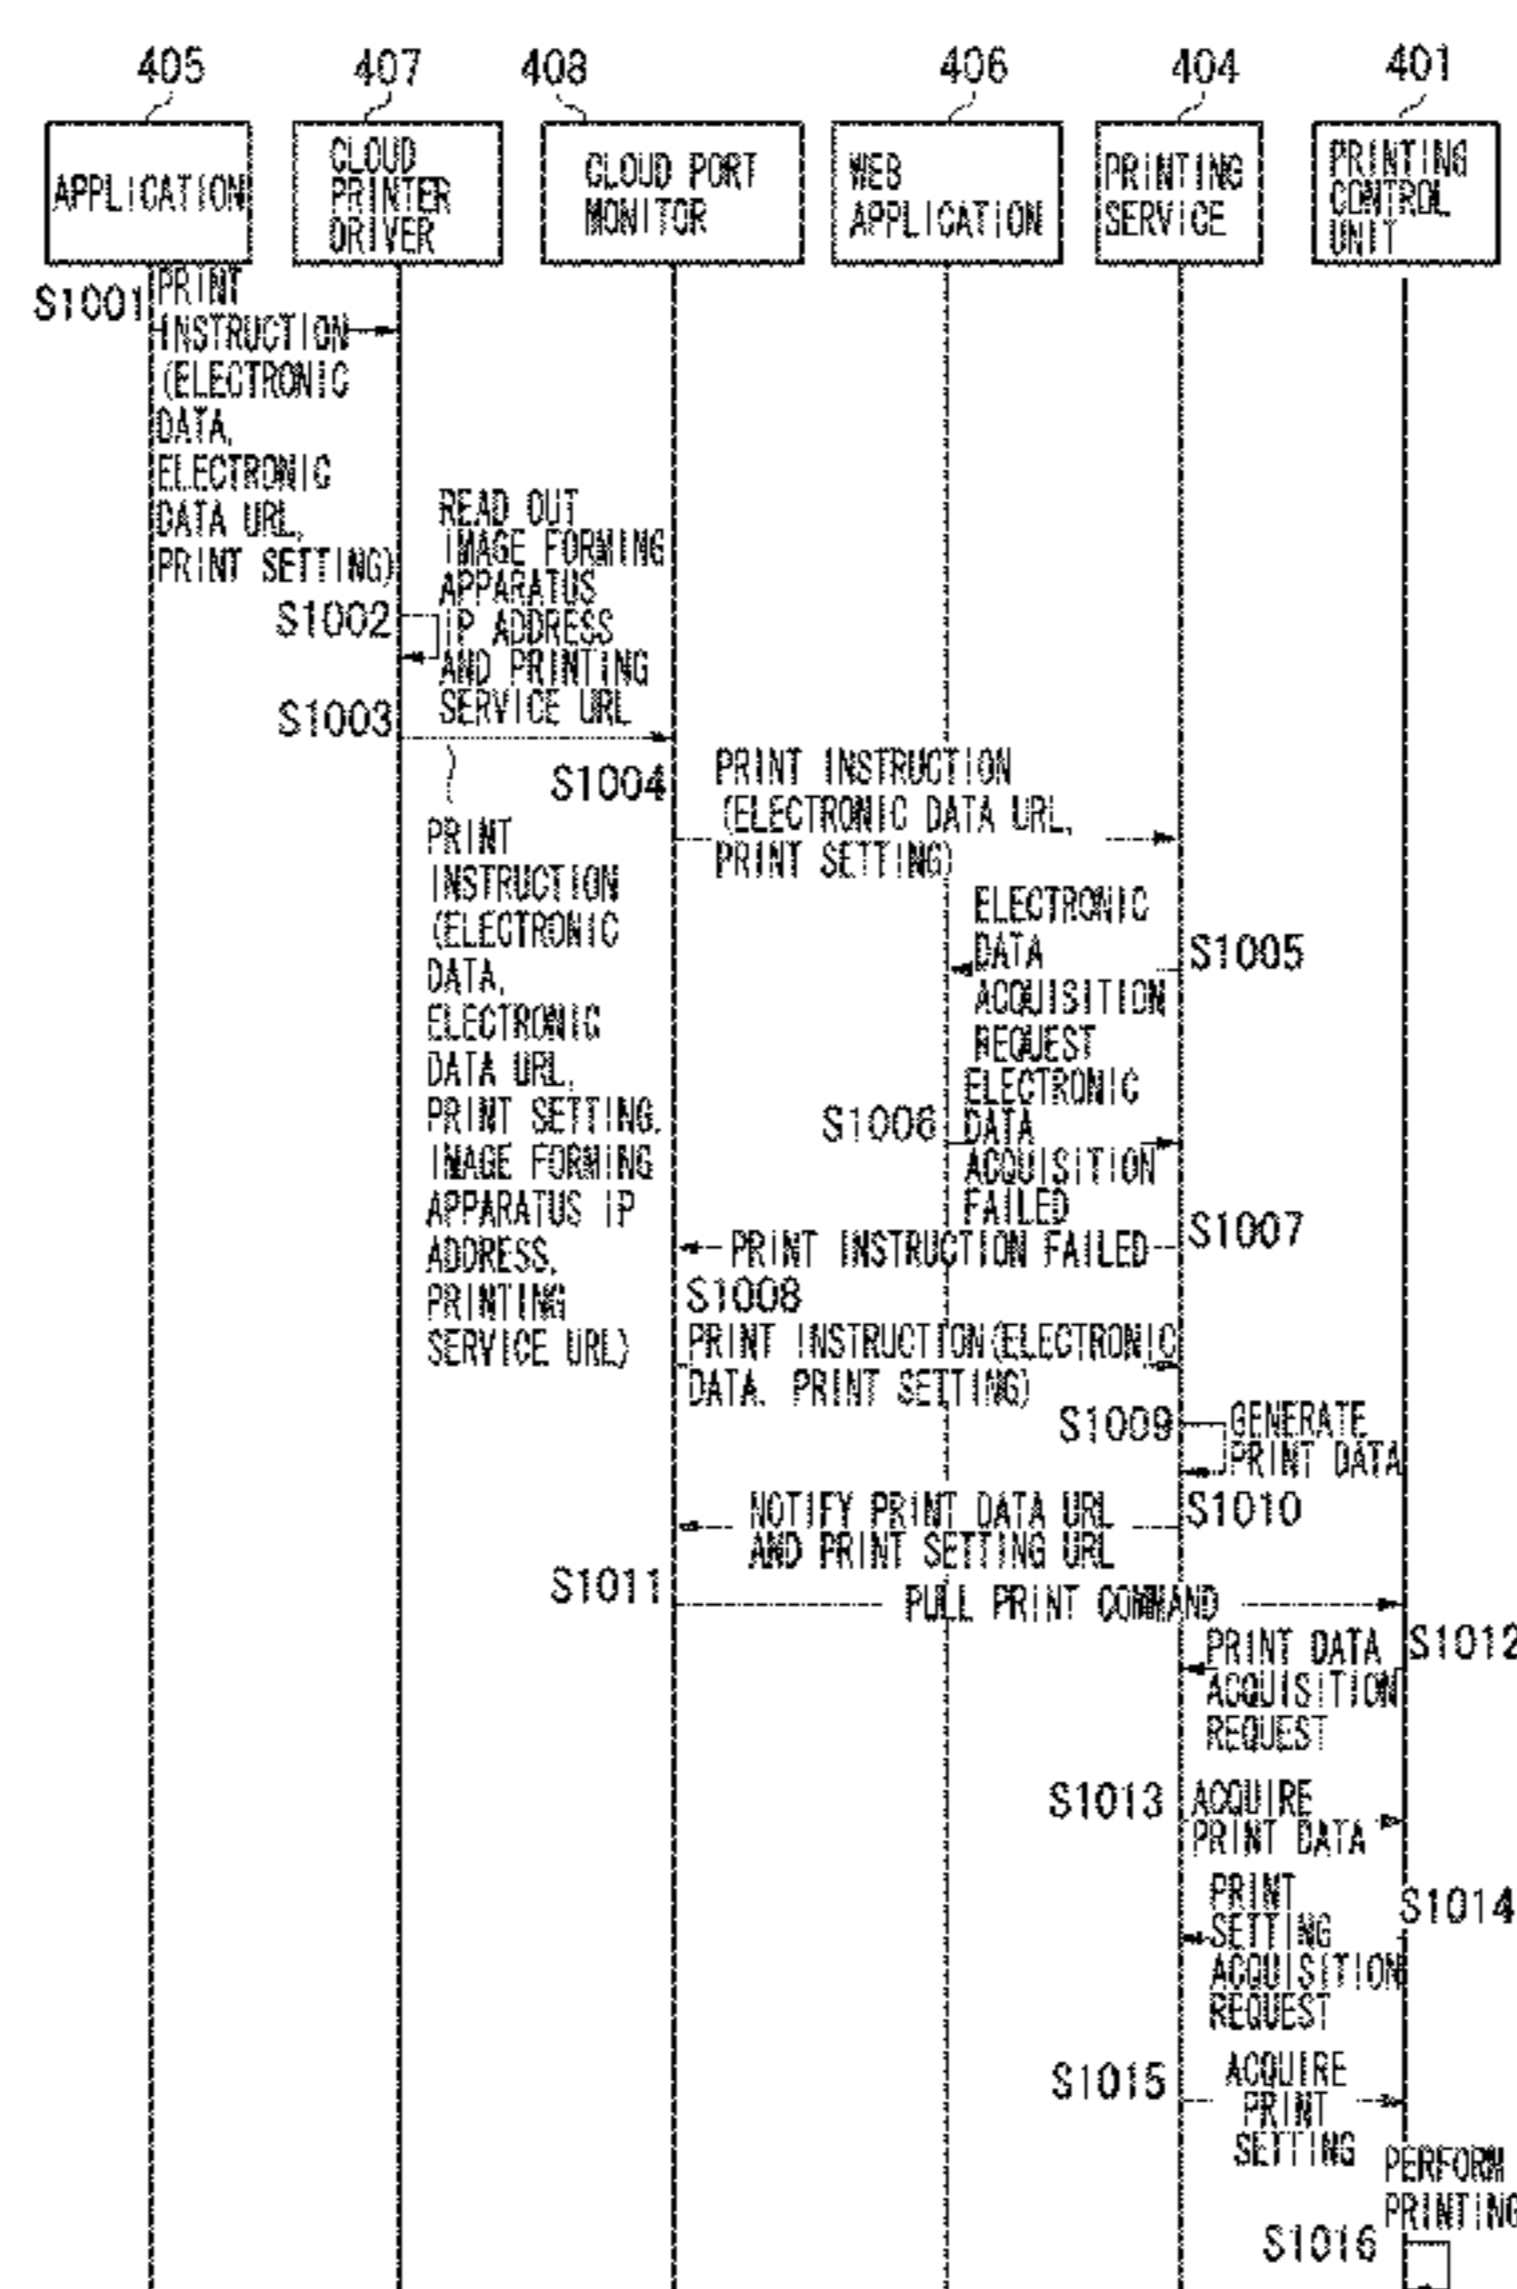 405
407
408
406
404
401
APPLICATION
CLOUD
PRINTER
DRIVER
CLOUD PORT
MONITOR
WEB
APPLICATION
PRINTING
SERVICE
PRINTING
CONTROL
UNIT
S1001
PRINT
INSTRUCTION
(ELECTRONIC
DATA,
ELECTRONIC
DATA URL,
PRINT SETTING)
S1002
READ OUT
IMAGE FORMING
APPARATUS
IP ADDRESS
AND PRINTING
SERVICE URL
S1003
PRINT
INSTRUCTION
(ELECTRONIC
DATA,
ELECTRONIC
DATA URL,
PRINT SETTING,
IMAGE FORMING
APPARATUS IP
ADDRESS,
PRINTING
SERVICE URL)
S1004
PRINT INSTRUCTION
(ELECTRONIC DATA URL,
PRINT SETTING)
S1005
ELECTRONIC
DATA
ACQUISITION
REQUEST
S1006
ELECTRONIC
DATA
ACQUISITION
FAILED
S1007
PRINT INSTRUCTION FAILED
S1008
PRINT INSTRUCTION(ELECTRONIC
DATA, PRINT SETTING)
S1009
GENERATE
PRINT DATA
S1010
NOTIFY PRINT DATA URL
AND PRINT SETTING URL
S1011
PULL PRINT COMMAND
S1012
PRINT DATA
ACQUISITION
REQUEST
S1013
ACQUIRE
PRINT DATA
S1014
PRINT
SETTING
ACQUISITION
REQUEST
S1015
ACQUIRE
PRINT
SETTING
PERFORM
PRINTING
S1016